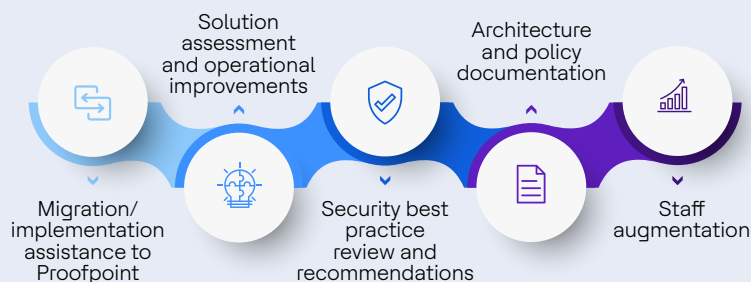 Migration/
implementation
assistance to
Proofpoint
Solution
assessment
and operational
improvements
Security best
practice
review and
recommendations
Architecture
and policy
documentation
Staff
augmentation